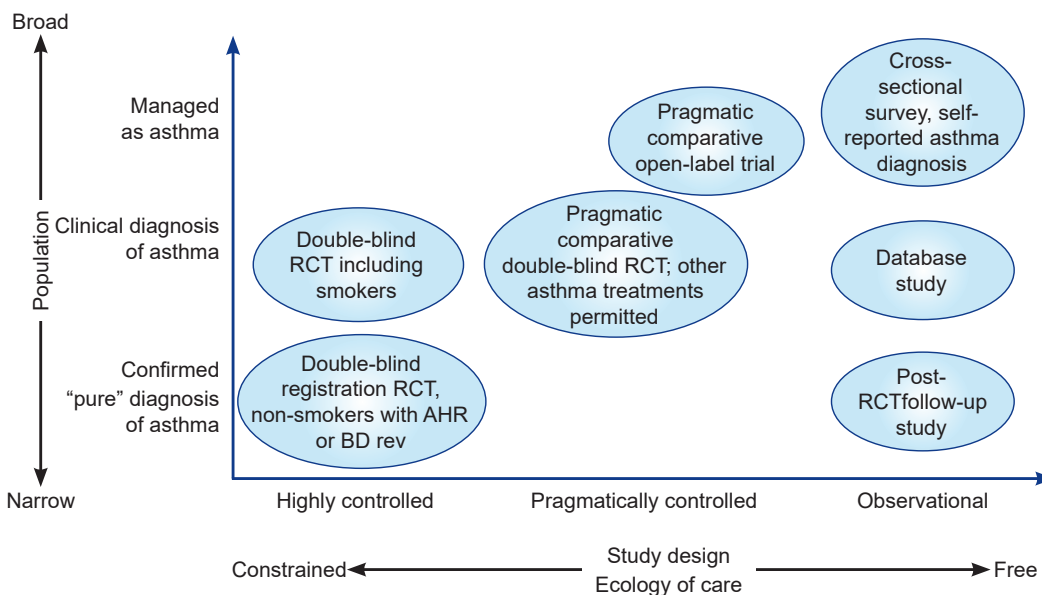 Broad
Managed
as asthma
Population
Clinical diagnosis
of asthma
Confirmed
“pure” diagnosis
of asthma
Narrow
Cross-
sectional
survey, self-
reported asthma
diagnosis
Pragmatic
comparative
open-label trial
Double-blind
RCT including
smokers
Pragmatic
comparative
double-blind RCT; other
asthma treatments
permitted
Database
study
Double-blind
registration RCT,
non-smokers with AHR
or BD rev
Post-
RCTfollow-up
study
Highly controlled
Pragmatically controlled
Observational
Constrained
Study design
Ecology of care
Free